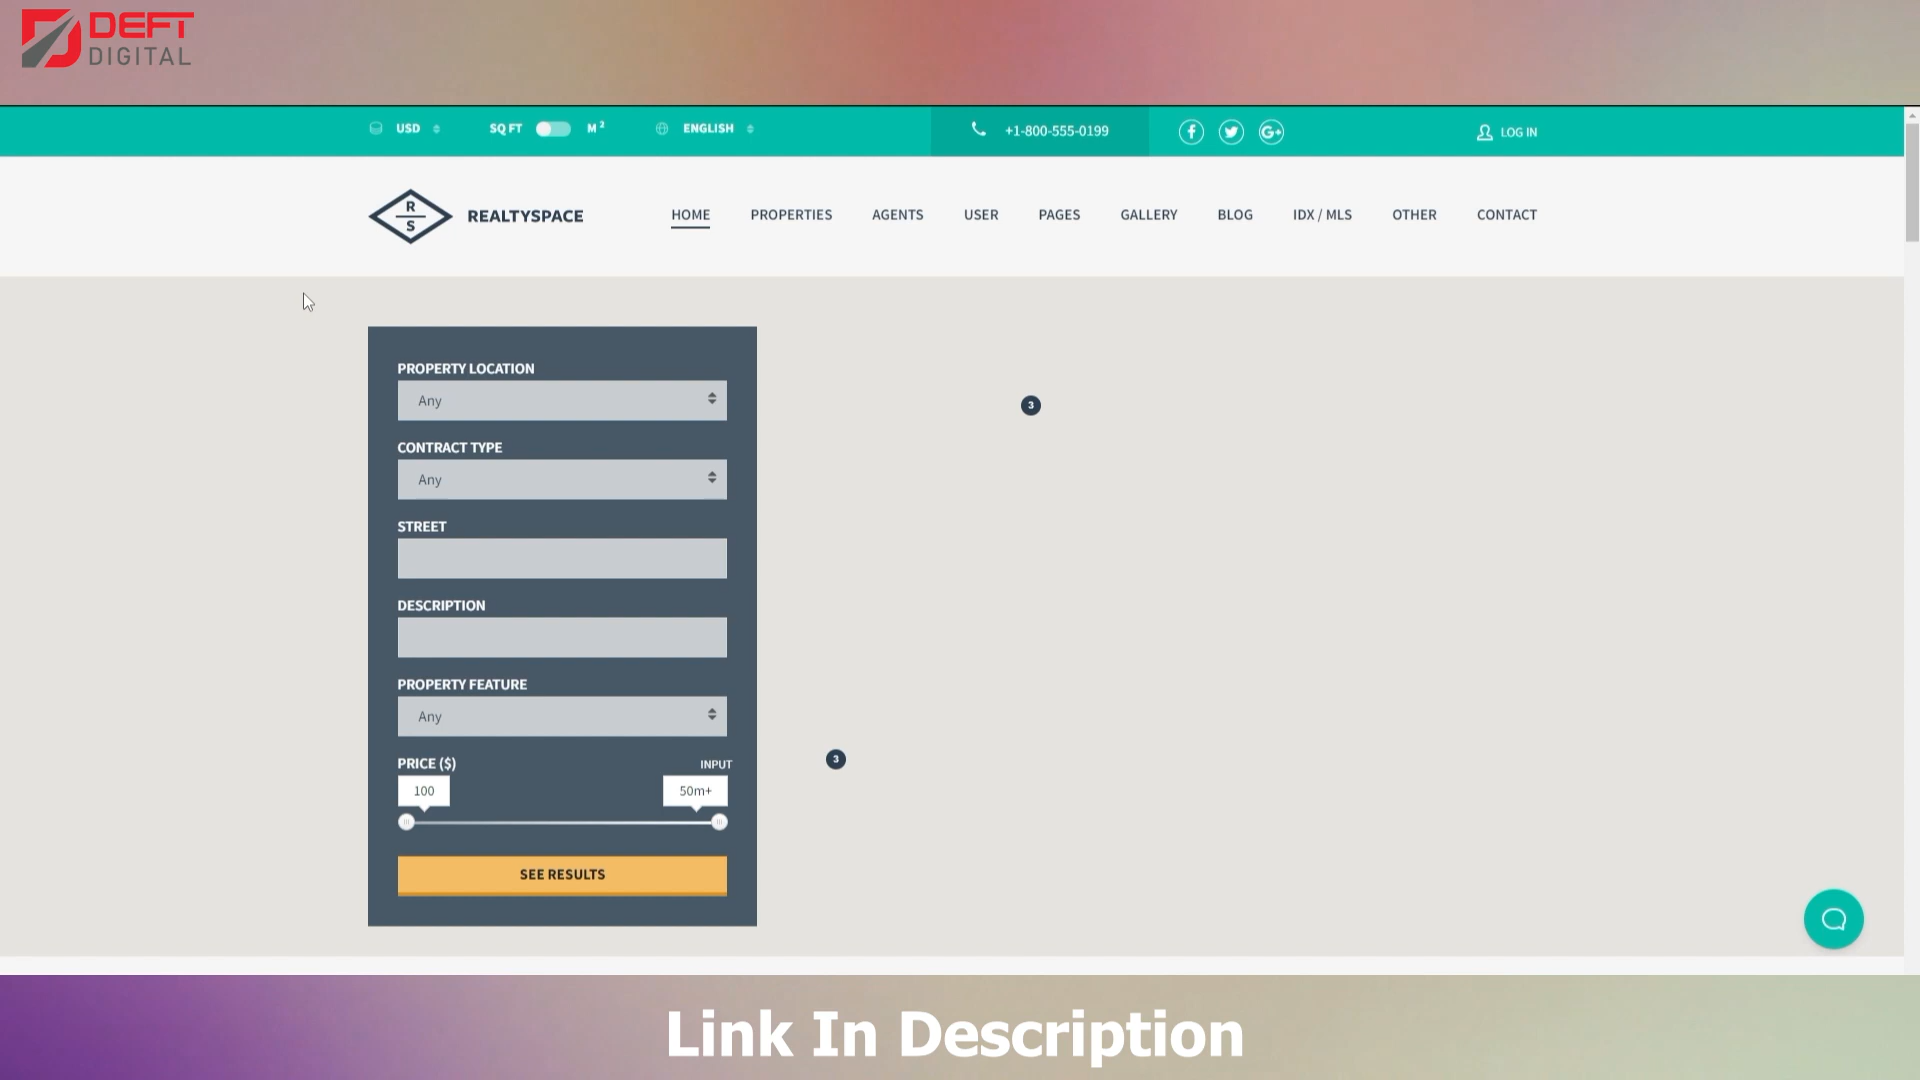 DEFT
DIGITAL
USD SQ FT M² ENGLISH +1-800-555-0199 LOG IN
R
S
REALTYSPACE HOME PROPERTIES AGENTS USER PAGES GALLERY BLOG IDX / MLS OTHER CONTACT
PROPERTY LOCATION
Any
3
CONTRACT TYPE
Any
STREET
DESCRIPTION
PROPERTY FEATURE
Any
3
PRICE ($) INPUT
100 50m+
SEE RESULTS
Link In Description